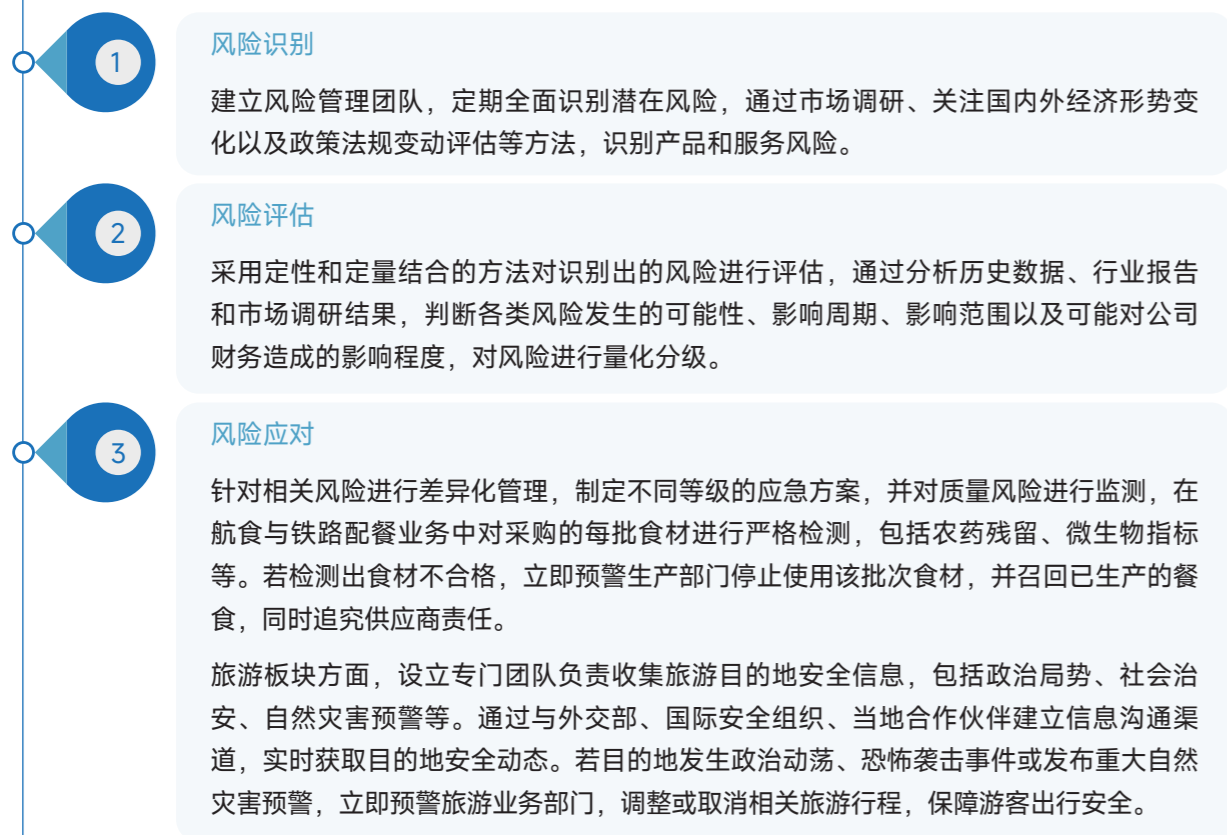 1
风险识别
建立风险管理团队，定期全面识别潜在风险，通过市场调研、关注国内外经济形势变
化以及政策法规变动评估等方法，识别产品和服务风险。
2
风险评估
采用定性和定量结合的方法对识别出的风险进行评估，通过分析历史数据、行业报告
和市场调研结果，判断各类风险发生的可能性、影响周期、影响范围以及可能对公司
财务造成的影响程度，对风险进行量化分级。
3
风险应对
针对相关风险进行差异化管理，制定不同等级的应急方案，并对质量风险进行监测，在
航食与铁路配餐业务中对采购的每批食材进行严格检测，包括农药残留、微生物指标
等。若检测出食材不合格，立即预警生产部门停止使用该批次食材，并召回已生产的餐
食，同时追究供应商责任。
旅游板块方面，设立专门团队负责收集旅游目的地安全信息，包括政治局势、社会治
安、自然灾害预警等。通过与外交部、国际安全组织、当地合作伙伴建立信息沟通渠
道，实时获取目的地安全动态。若目的地发生政治动荡、恐怖袭击事件或发布重大自然
灾害预警，立即预警旅游业务部门，调整或取消相关旅游行程，保障游客出行安全。